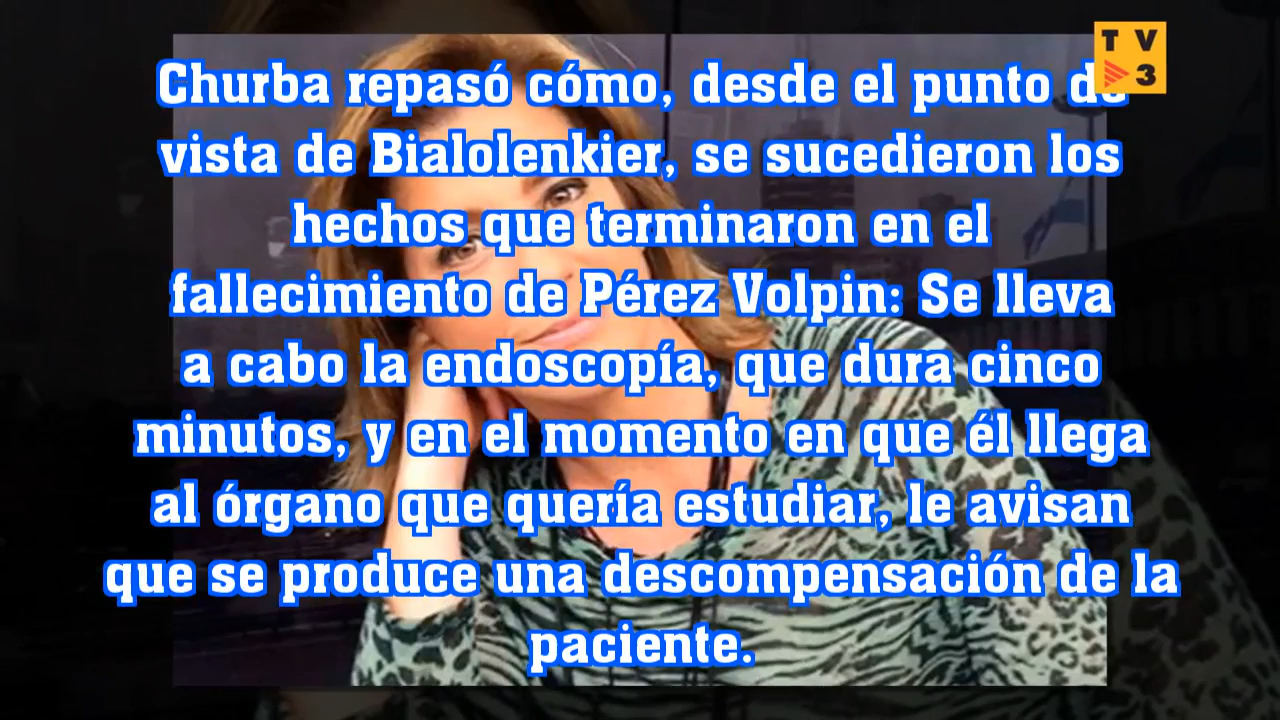 TV
3
Churba repasó cómo, desde el punto de
vista de Bialolenkier, se sucedieron los
hechos que terminaron en el
fallecimiento de Pérez Volpin: Se lleva
a cabo la endoscopía, que dura cinco
minutos, y en el momento en que él llega
al órgano que quería estudiar, le avisan
que se produce una descompensación de la
paciente.